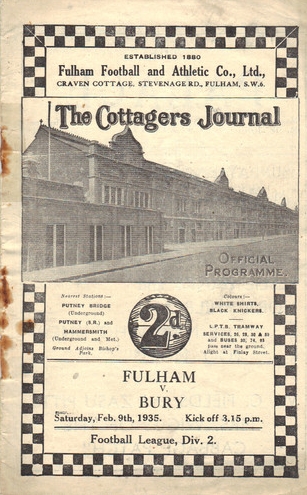 ESTABLISHED 1880
Fulham Football and Athletic Co., Ltd.,
CRAVEN COTTAGE, STEVENAGE RD., FULHAM, S.W.6.
The Cottagers Journal
OFFICIAL
PROGRAMME.
Nearest Stations :—
PUTNEY BRIDGE
(Underground)
PUTNEY (S.R.) and
HAMMERSMITH
(Underground and Met.)
Ground Adjoins Bishop's
Park.
2d.
Colours :—
WHITE SHIRTS,
BLACK KNICKERS.
L.P.T.B. TRAMWAY
SERVICES,
and BUSES
pass near the ground.
Alight at Finlay Street.
FULHAM
v.
BURY
Saturday, Feb. 9th, 1935. Kick off 3.15 p.m.
Football League, Div. 2.